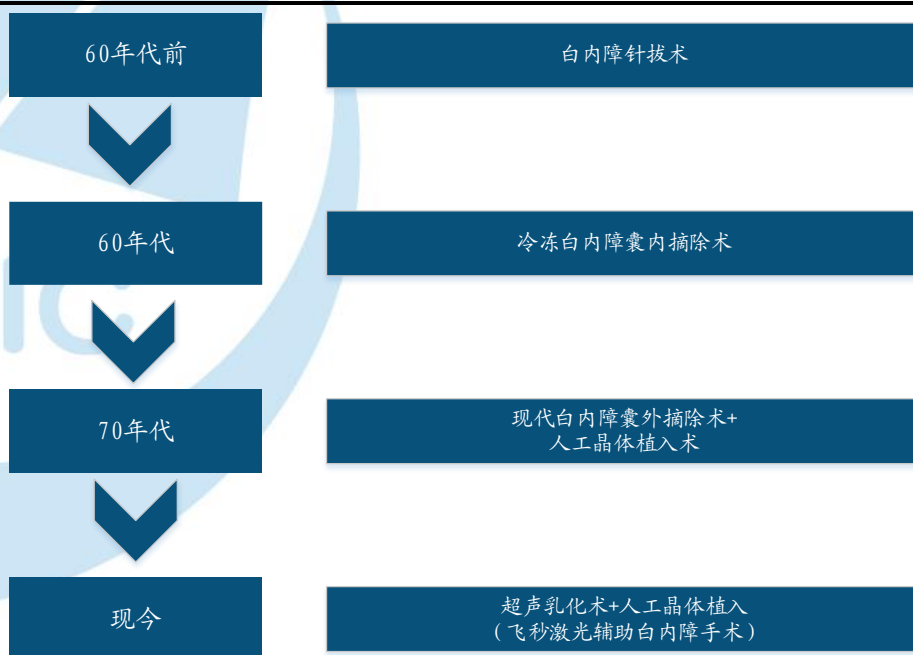 60年代前
白内障针拔术
60年代
冷冻白内障囊内摘除术
70年代
现代白内障囊外摘除术+
人工晶体植入术
现今
超声乳化术+人工晶体植入
（飞秒激光辅助白内障手术）